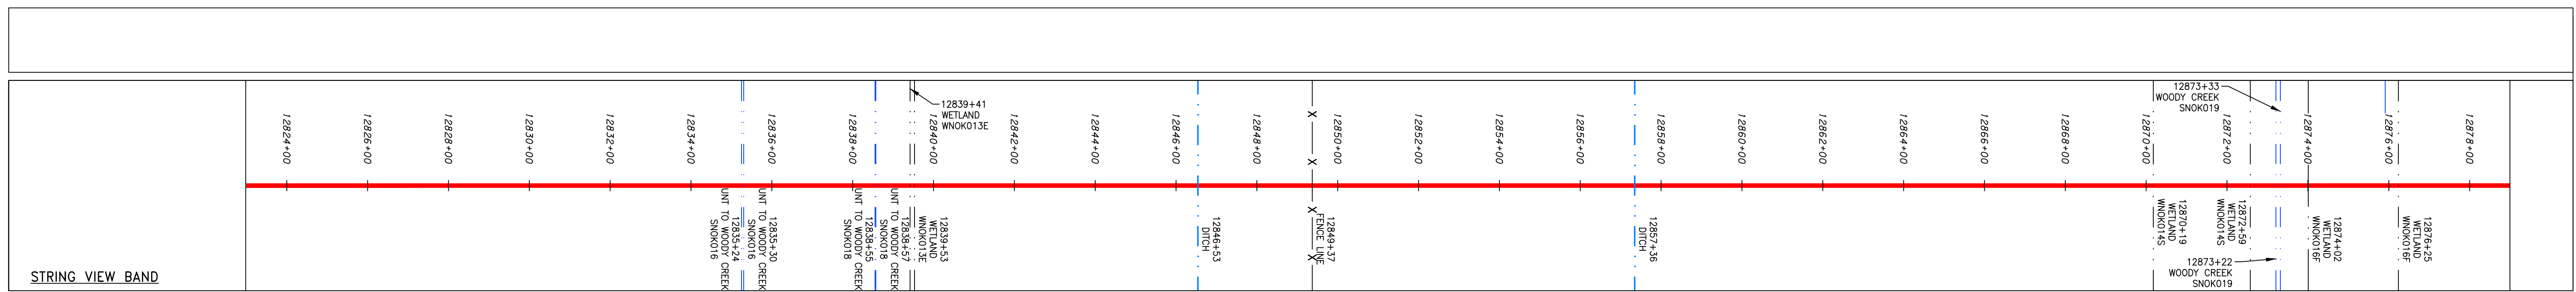 12839+41
WETLAND
WNOK013E
12873+33
WOODY CREEK
SNOK019
12824+00
12826+00
12828+00
12830+00
12832+00
12834+00
12836+00
12838+00
12840+00
12842+00
12844+00
12846+00
12848+00
12850+00
12852+00
12854+00
12856+00
12858+00
12860+00
12862+00
12864+00
12866+00
12868+00
12870+00
12872+00
12874+00
12876+00
12878+00
12835+24
UNT TO WOODY CREEK
SNOK016
12835+30
UNT TO WOODY CREEK
SNOK016
12838+55
UNT TO WOODY CREEK
SNOK018
12838+57
UNT TO WOODY CREEK
SNOK018
12839+53
WETLAND
WNOK013E
12846+53
DITCH
12849+37
FENCE LINE
12857+36
DITCH
12870+19
WETLAND
WNOK014S
12872+59
WETLAND
WNOK014S
12873+22
WOODY CREEK
SNOK019
12874+02
WETLAND
WNOK016F
12876+25
WETLAND
WNOK016F
STRING VIEW BAND